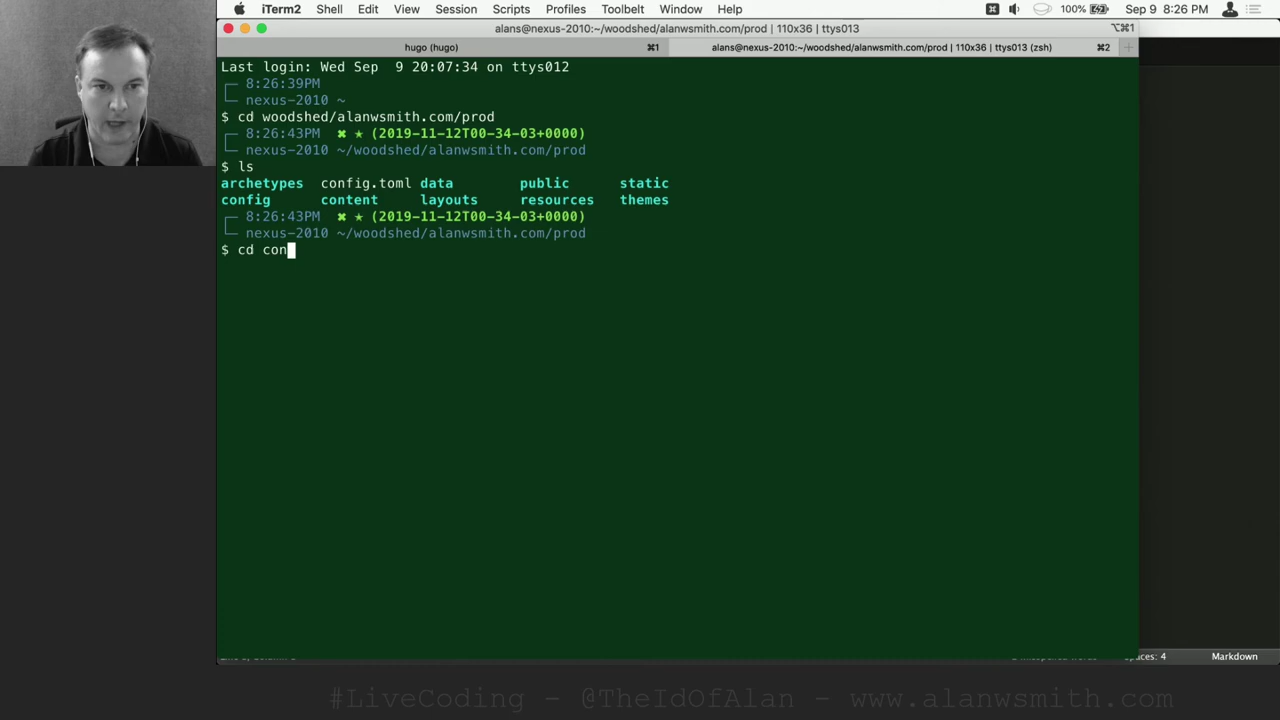 iTerm2 Shell Edit View Session Scripts Profiles Toolbelt Window Help 100% Sep 9 8:26 PM
alans@nexus-2010:~/woodshed/alanwsmith.com/prod | 110x36 | ttys013 ⌥⌘1
hugo (hugo) ⌘1 alans@nexus-2010:~/woodshed/alanwsmith.com/prod | 110x36 | ttys013 (zsh) ⌘2 +
Last login: Wed Sep  9 20:07:34 on ttys012
┌─ 8:26:39PM
└─ nexus-2010 ~
$ cd woodshed/alanwsmith.com/prod
┌─ 8:26:43PM  ✖ ★ (2019-11-12T00-34-03+0000)
└─ nexus-2010 ~/woodshed/alanwsmith.com/prod
$ ls
archetypes config.toml data public static
config content layouts resources themes
┌─ 8:26:43PM  ✖ ★ (2019-11-12T00-34-03+0000)
└─ nexus-2010 ~/woodshed/alanwsmith.com/prod
$ cd con
Spaces: 4 Markdown
#LiveCoding - @TheIdOfAlan - www.alanwsmith.com